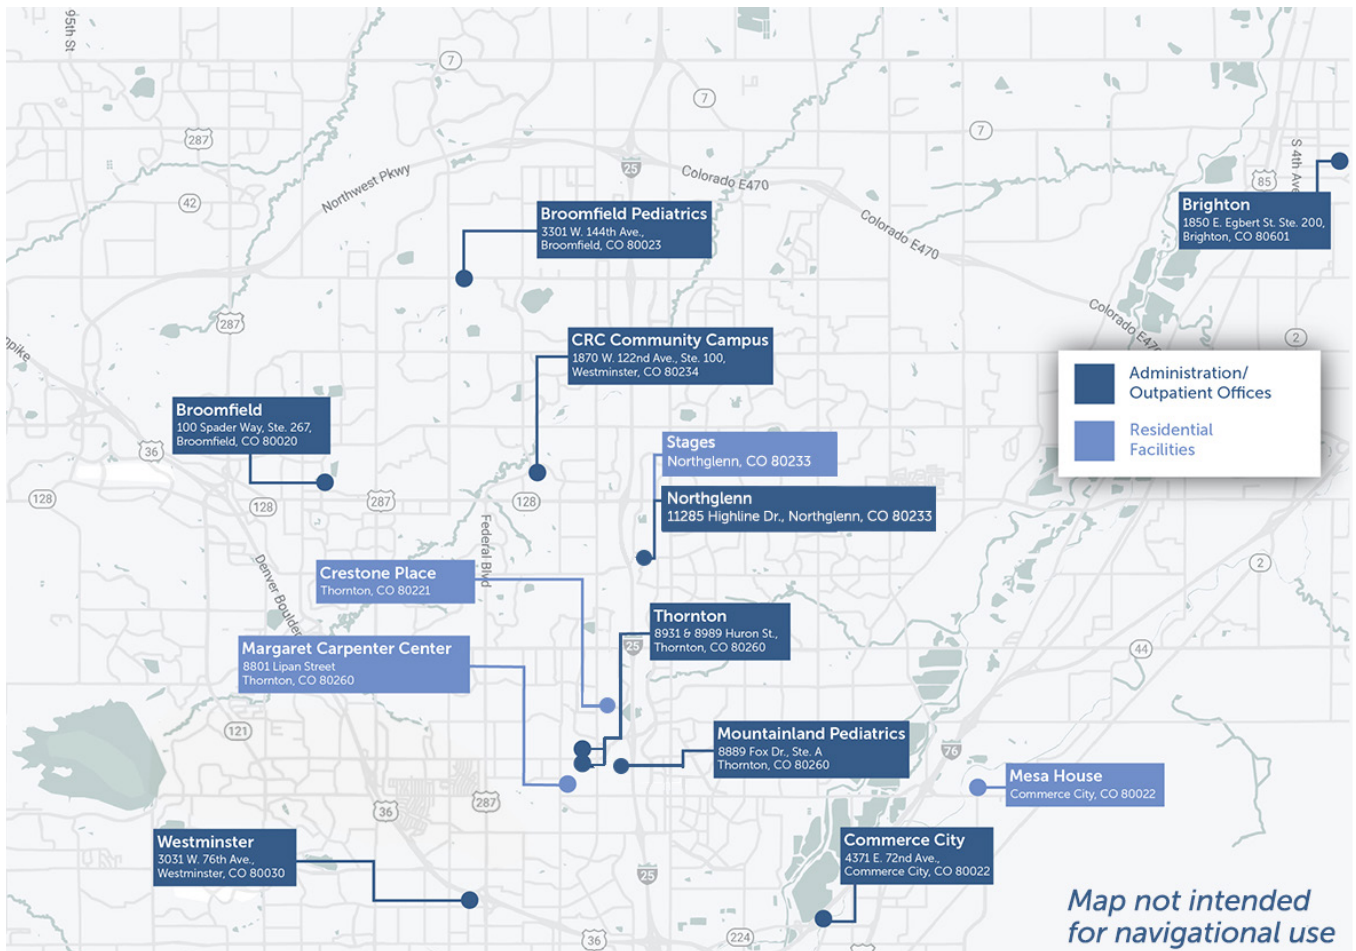 95th St
7
7
7
287
25
S 4th Ave
85
42
Northwest Pkwy
Colorado E470
Colorado E470
Colorado E470
Brighton
1850 E. Egbert St. Ste. 200,
Brighton, CO 80601
Broomfield Pediatrics
3301 W. 144th Ave.,
Broomfield, CO 80023
287
2
CRC Community Campus
1870 W. 122nd Ave., Ste. 100,
Westminster, CO 80234
Administration/
Outpatient Offices
Residential
Facilities
Broomfield
100 Spader Way, Ste. 267,
Broomfield, CO 80020
36
Stages
Northglenn, CO 80233
Northglenn
11285 Highline Dr., Northglenn, CO 80233
128
128
287
128
Federal Blvd
2
Denver Boulder
Crestone Place
Thornton, CO 80221
Thornton
8931 & 8989 Huron St.,
Thornton, CO 80260
25
44
Margaret Carpenter Center
8801 Lipan Street
Thornton, CO 80260
121
Mountainland Pediatrics
8889 Fox Dr., Ste. A
Thornton, CO 80260
76
Mesa House
Commerce City, CO 80022
287
36
Westminster
3031 W. 76th Ave.,
Westminster, CO 80030
Commerce City
4371 E. 72nd Ave.,
Commerce City, CO 80022
25
36
224
Map not intended
for navigational use